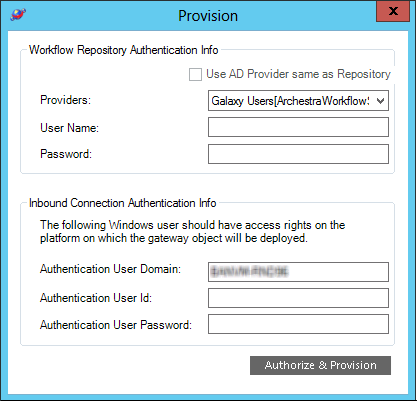 Provision
Workflow Repository Authentication Info
Use AD Provider same as Repository
Providers:
Galaxy Users[ArchestraWorkflow
User Name:
Password:
Inbound Connection Authentication Info
The following Windows user should have access rights on the
platform on which the gateway object will be deployed.
Authentication User Domain:
Authentication User Id:
Authentication User Password:
Authorize & Provision